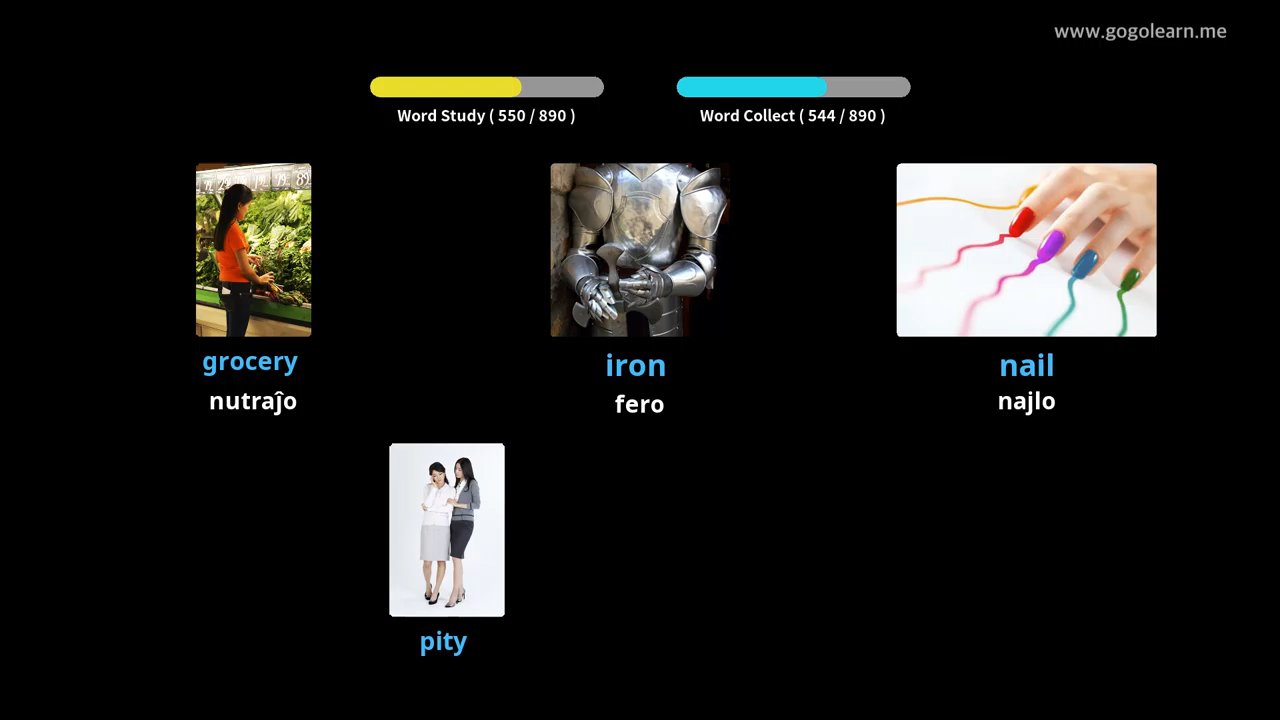 www.gogolearn.me
Word Study ( 550 / 890 )
Word Collect ( 544 / 890 )
grocery
nutraĵo
iron
fero
nail
najlo
pity